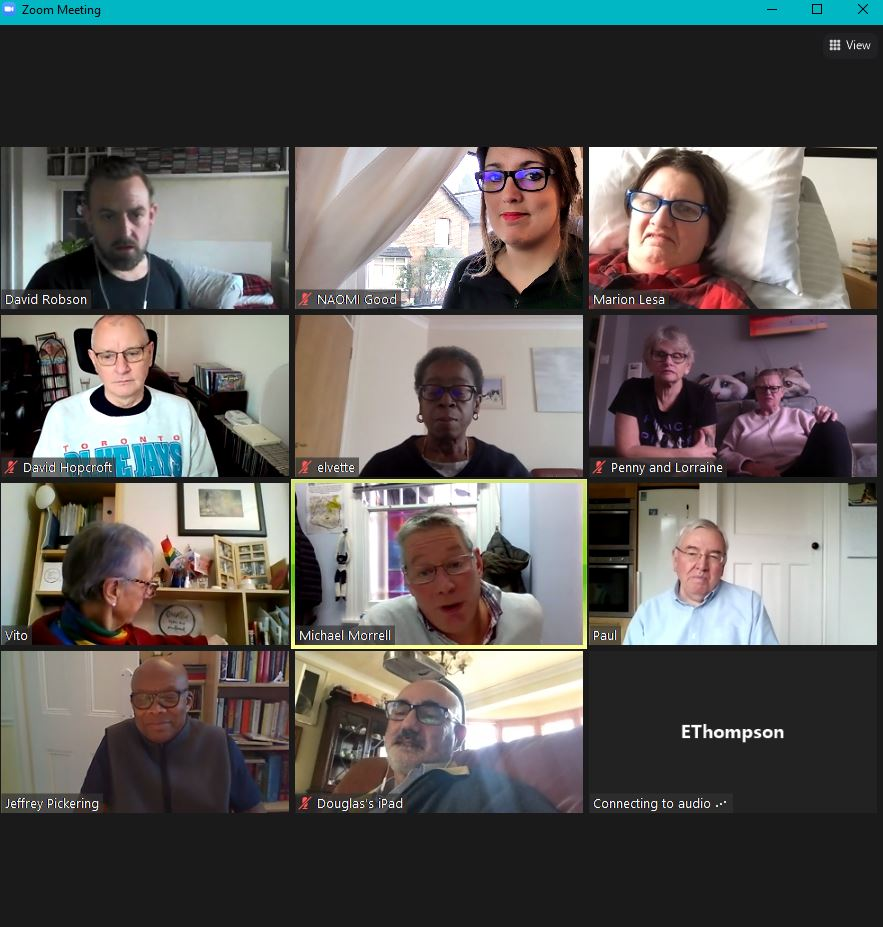 Zoom Meeting
View
David Robson
NAOMI Good
Marion Lesa
TORONTO
BLUE JAYS
David Hopcroft
elvette
Penny and Lorraine
Vito
Michael Morrell
Paul
Jeffrey Pickering
Douglas's iPad
EThompson
Connecting to audio ...